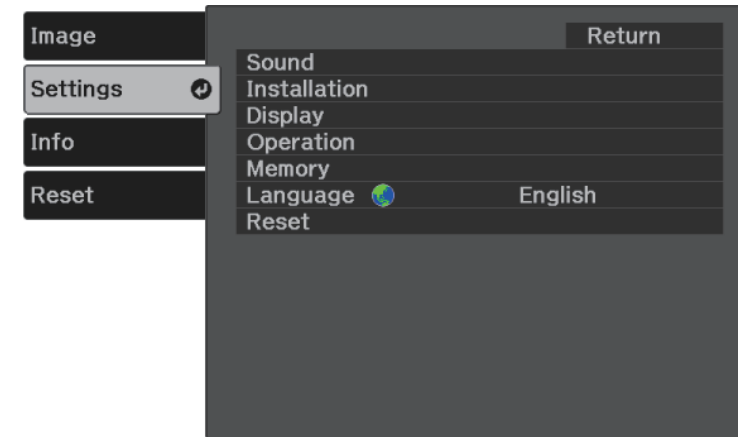 Image
Settings
Info
Reset
Return
Sound
Installation
Display
Operation
Memory
Language English
Reset